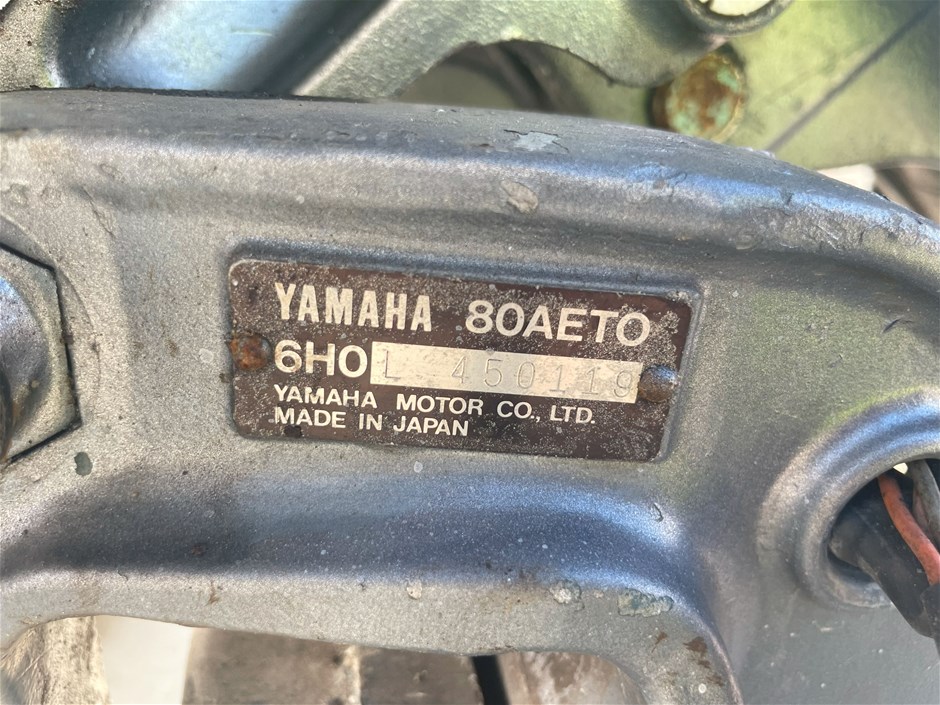 YAMAHA 80AETO
6H0 L 450119
YAMAHA MOTOR CO., LTD.
MADE IN JAPAN